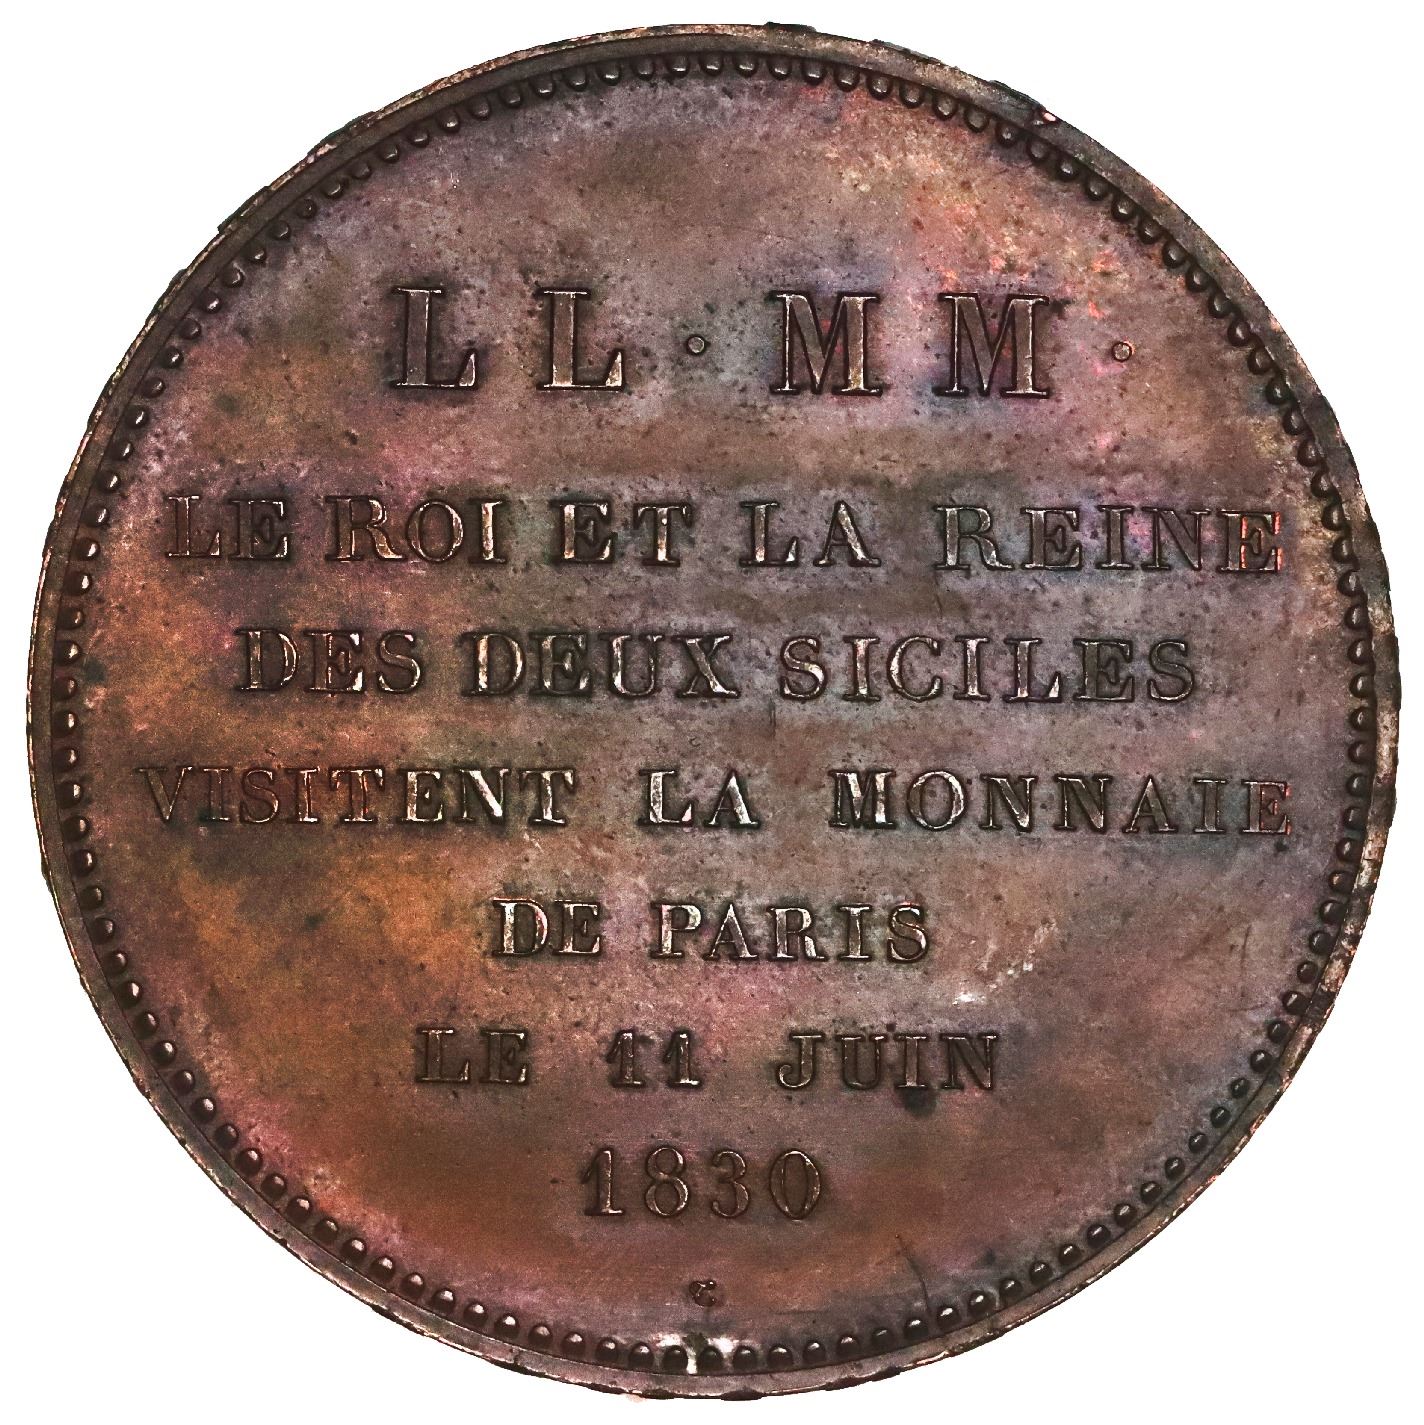 LL·MM·
LE ROI ET LA REINE
DES DEUX SICILES
VISITENT LA MONNAIE
DE PARIS
LE 11 JUIN
1830